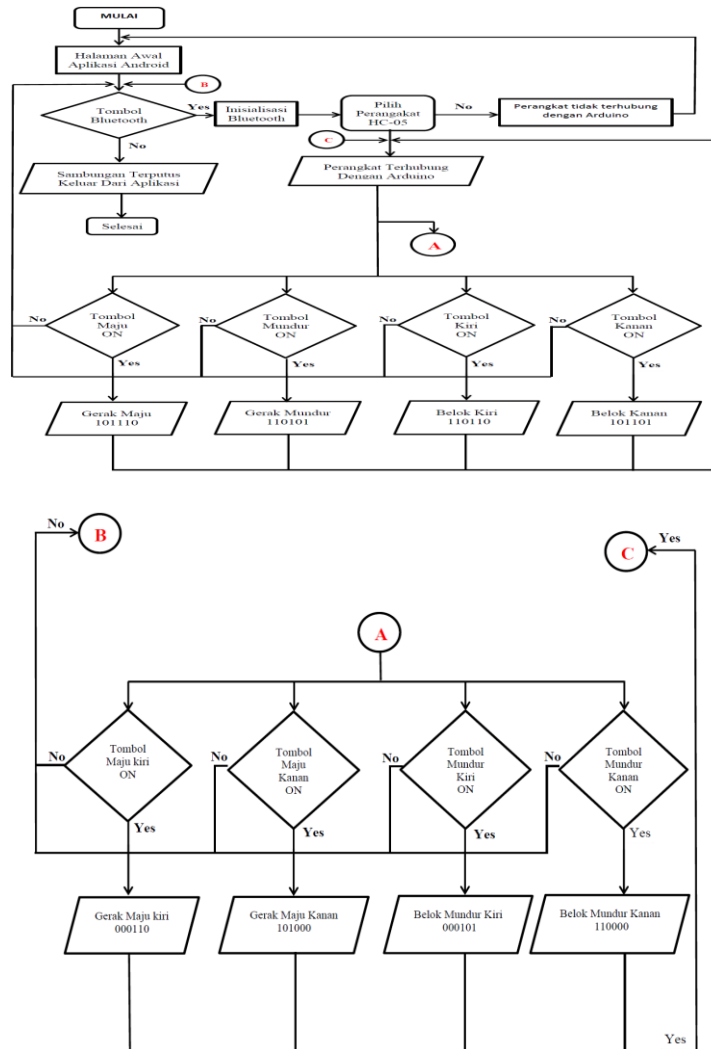 MULAI
Halaman Awal
Aplikasi Android
B
Tombol
Bluetooth
Yes
Inisialisasi
Bluetooth
Pilih
Perangakat
HC-05
No
Perangkat tidak terhubung
dengan Arduino
C
No
Sambungan Terputus
Keluar Dari Aplikasi
Perangkat Terhubung
Dengan Arduino
Selesai
A
No
Tombol
Maju
ON
Yes
No
Tombol
Mundur
ON
Yes
No
Tombol
Kiri
ON
Yes
No
Tombol
Kanan
ON
Yes
Gerak Maju
101110
Gerak Mundur
110101
Belok Kiri
110110
Belok Kanan
101101
No
B
C
Yes
A
No
Tombol
Maju kiri
ON
Yes
No
Tombol
Maju
Kanan
ON
Yes
No
Tombol
Mundur
Kiri
ON
Yes
No
Tombol
Mundur
Kanan
ON
Yes
Gerak Maju kiri
000110
Gerak Maju Kanan
101000
Belok Mundur Kiri
000101
Belok Mundur Kanan
110000
Yes